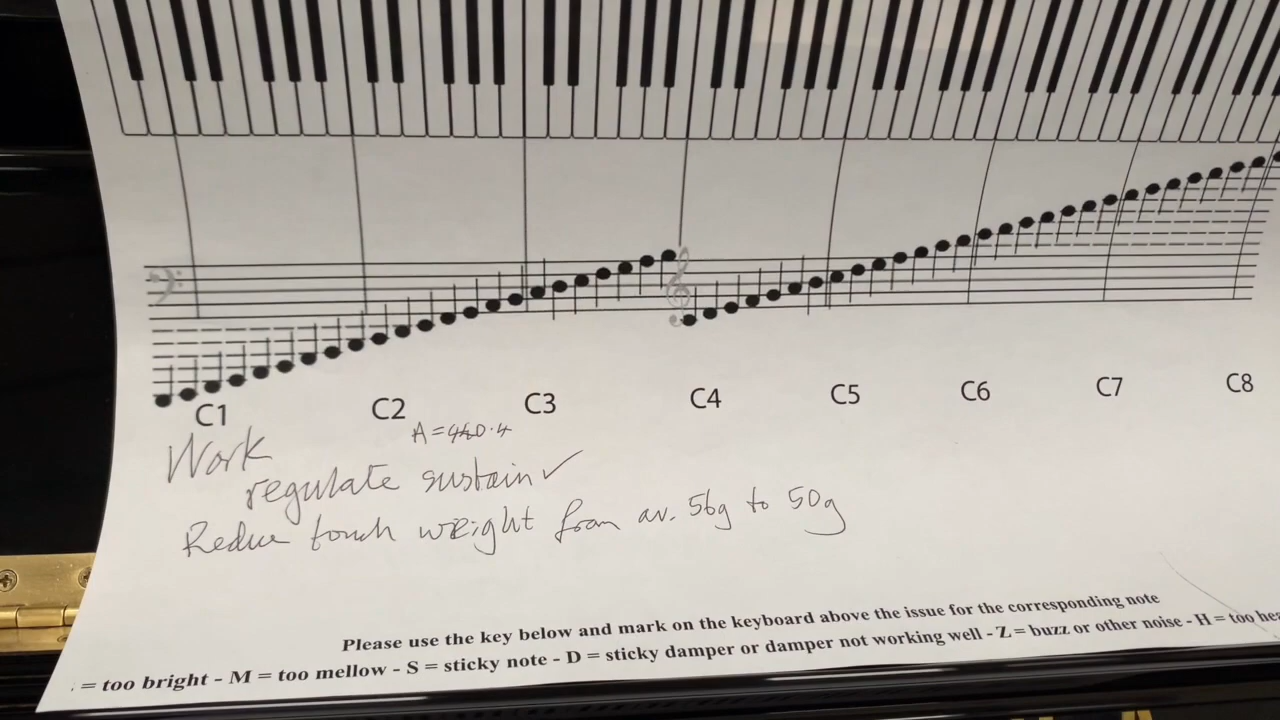 C1 C2 C3 C4 C5 C6 C7 C8
A = 440.4
Work
regulate sustain ✓
Reduce touch weight from av. 56g to 50g
Please use the key below and mark on the keyboard above the issue for the corresponding note
= too bright - M = too mellow - S = sticky note - D = sticky damper or damper not working well - Z = buzz or other noise - H = too